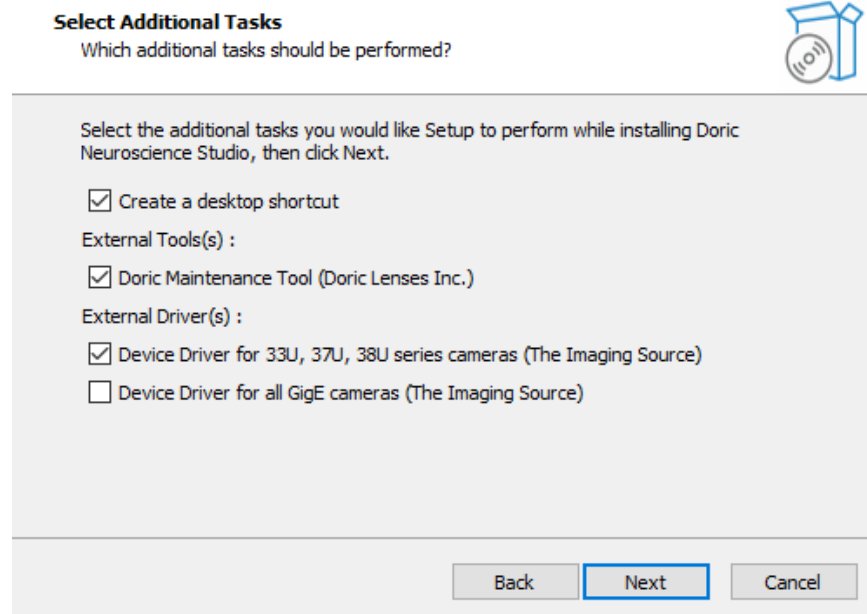 Select Additional Tasks
Which additional tasks should be performed?
Select the additional tasks you would like Setup to perform while installing Doric
Neuroscience Studio, then click Next.
Create a desktop shortcut
External Tools(s) :
Doric Maintenance Tool (Doric Lenses Inc.)
External Driver(s) :
Device Driver for 33U, 37U, 38U series cameras (The Imaging Source)
Device Driver for all GigE cameras (The Imaging Source)
Back Next Cancel